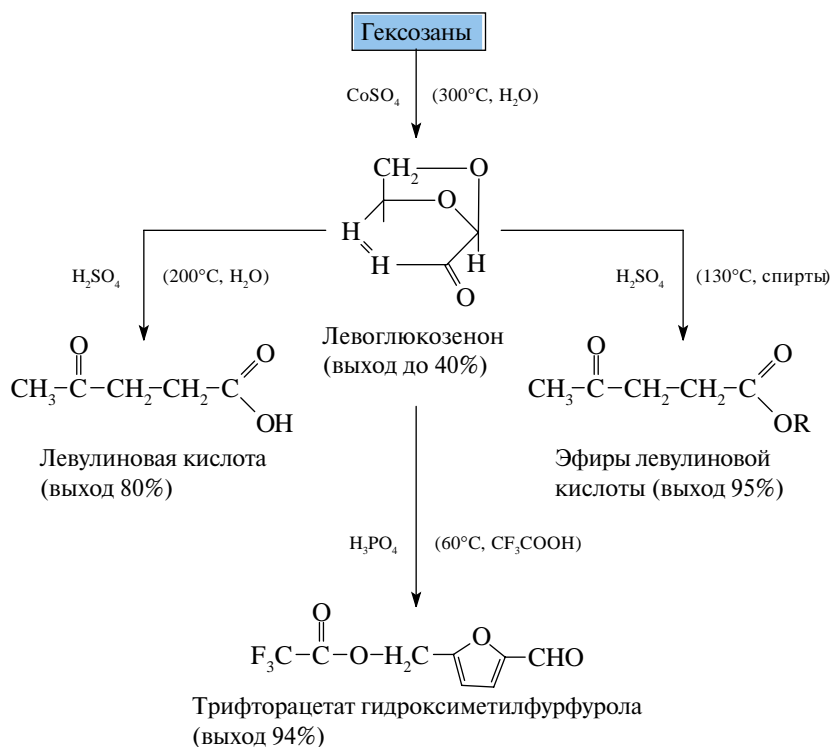 Гексозаны
CoSO₄ (300°C, H₂O)
CH₂ O
O
H
H H
O
H₂SO₄ (200°C, H₂O)
H₂SO₄ (130°C, спирты)
Левоглюкозенон
(выход до 40%)
O O
CH₃–C–CH₂–CH₂–C
OH
O O
CH₃–C–CH₂–CH₂–C
OR
Левулиновая кислота
(выход 80%)
Эфиры левулиновой
кислоты (выход 95%)
H₃PO₄ (60°C, CF₃COOH)
O O
F₃C–C–O–H₂C CHO
Трифторацетат гидроксиметилфурфурола
(выход 94%)